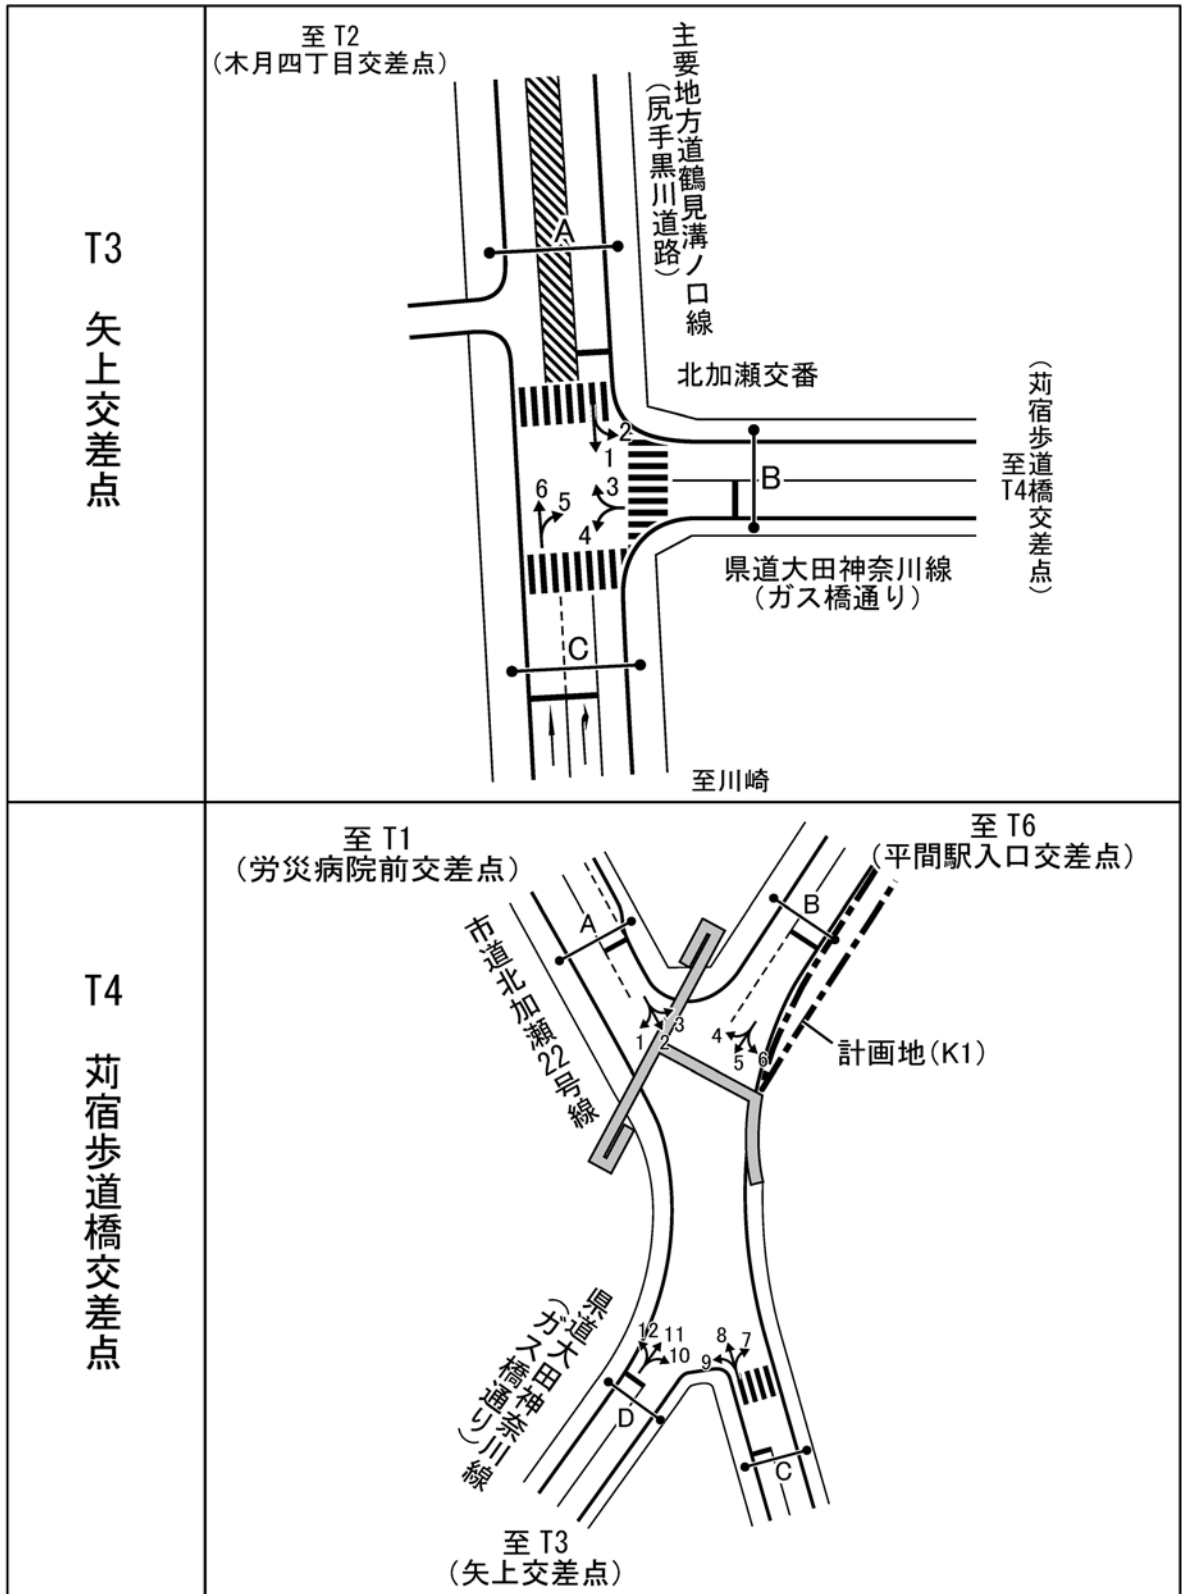 T3 矢上交差点
至 T2
(木月四丁目交差点)
主要地方道鶴見溝ノ口線
(尻手黒川道路)
A
北加瀬交番
2
1
3
6
5
4
B
(苅宿歩道橋交差点)
至
T4
県道大田神奈川線
(ガス橋通り)
C
至川崎
T4 苅宿歩道橋交差点
至 T1
(労災病院前交差点)
至 T6
(平間駅入口交差点)
A
B
市道北加瀬22号線
1
2
3
4
5
6
計画地(K1)
県道大田神奈川線
(ガス橋通り)
12
11
10
9
8
7
D
C
至 T3
(矢上交差点)